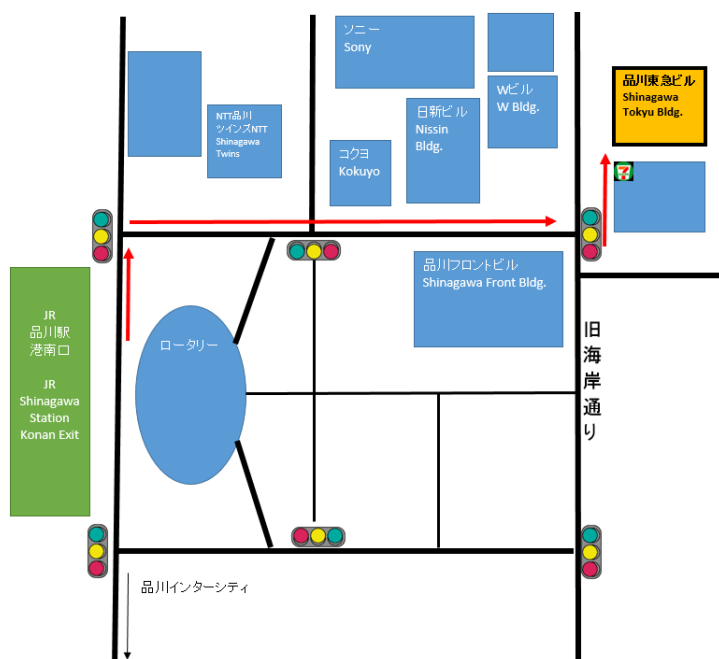 ソニー
Sony
Wビル
W Bldg.
品川東急ビル
Shinagawa
Tokyu Bldg.
NTT品川
ツインズNTT
Shinagawa
Twins
日新ビル
Nissin
Bldg.
コクヨ
Kokuyo
7
品川フロントビル
Shinagawa Front Bldg.
JR
品川駅
港南口
JR
Shinagawa
Station
Konan Exit
ロータリー
旧海岸通り
品川インターシティ